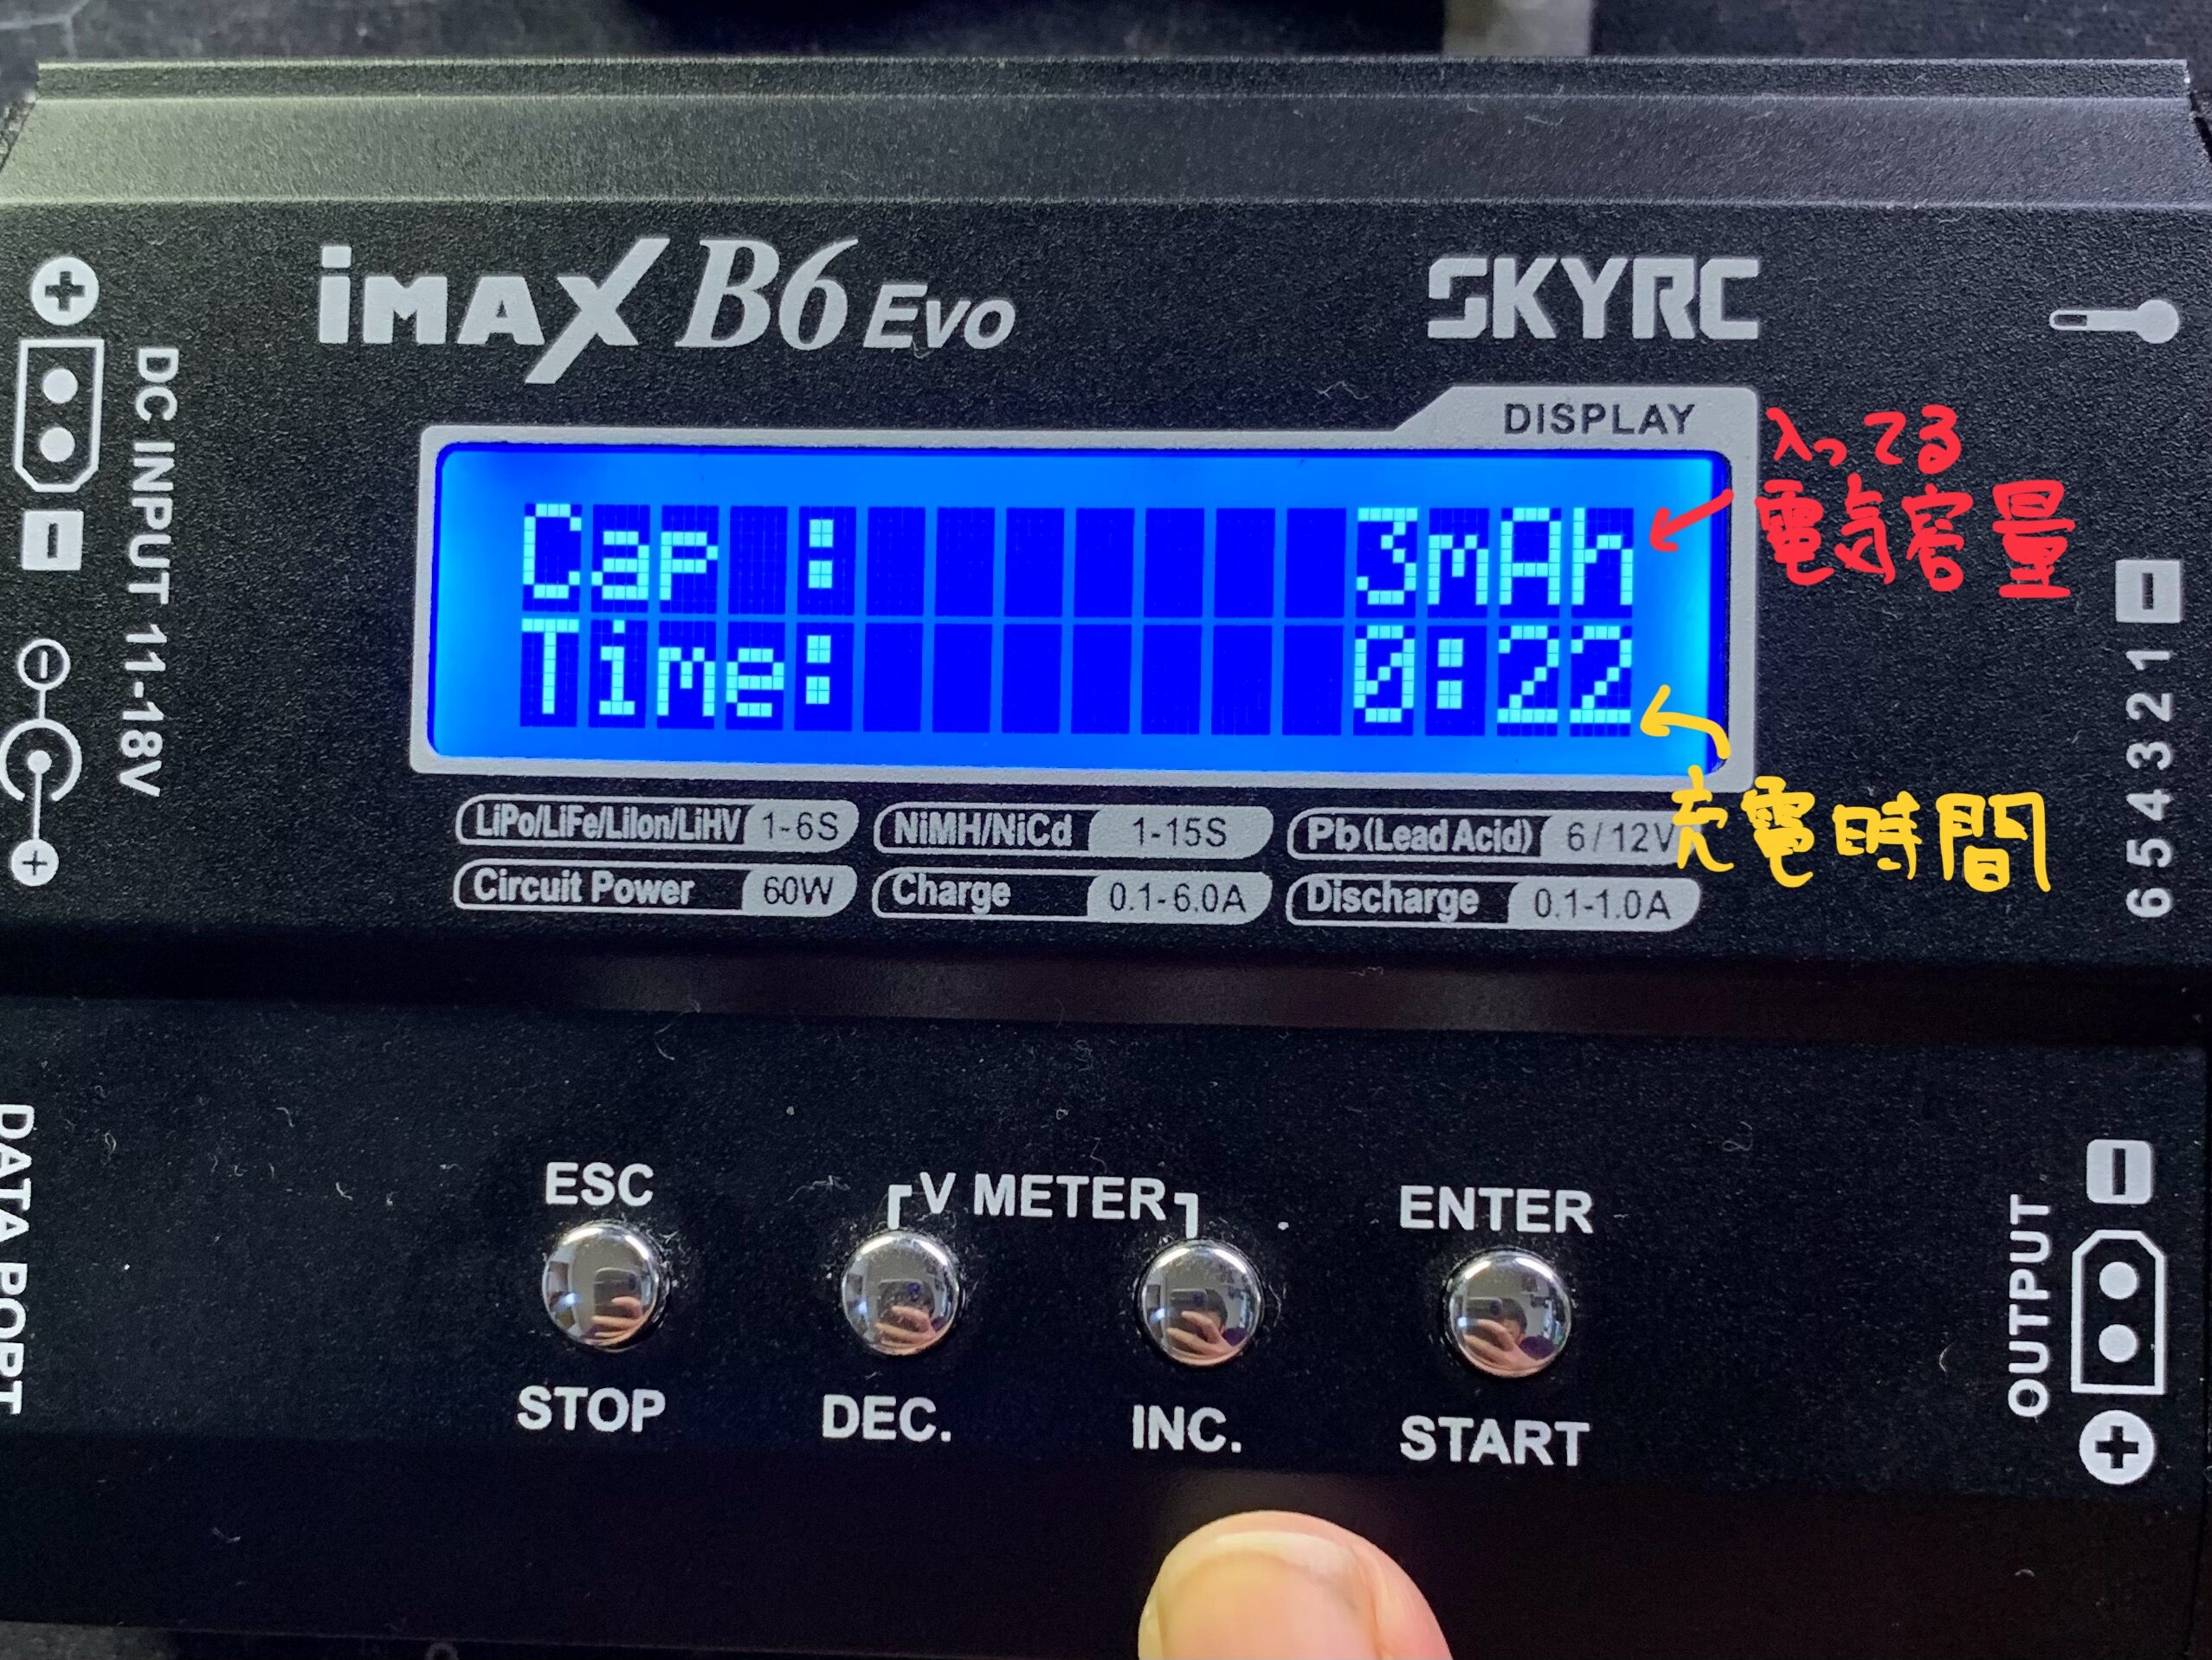 iMAX B6 Evo
SKYRC
DISPLAY
Cap : 3mAh
Time: 0:22
入ってる
電気容量
充電時間
LiPo/LiFe/LiIon/LiHV 1-6S
NiMH/NiCd 1-15S
Pb(Lead Acid) 6/12V
Circuit Power 60W
Charge 0.1-6.0A
Discharge 0.1-1.0A
DC INPUT 11-18V
6 5 4 3 2 1
DATA PORT
ESC
V METER
ENTER
STOP
DEC.
INC.
START
OUTPUT